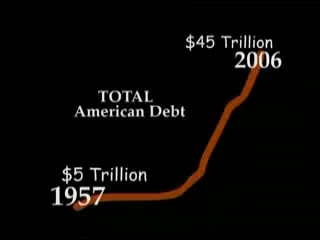 $45 Trillion
2006
TOTAL
American Debt
$5 Trillion
1957